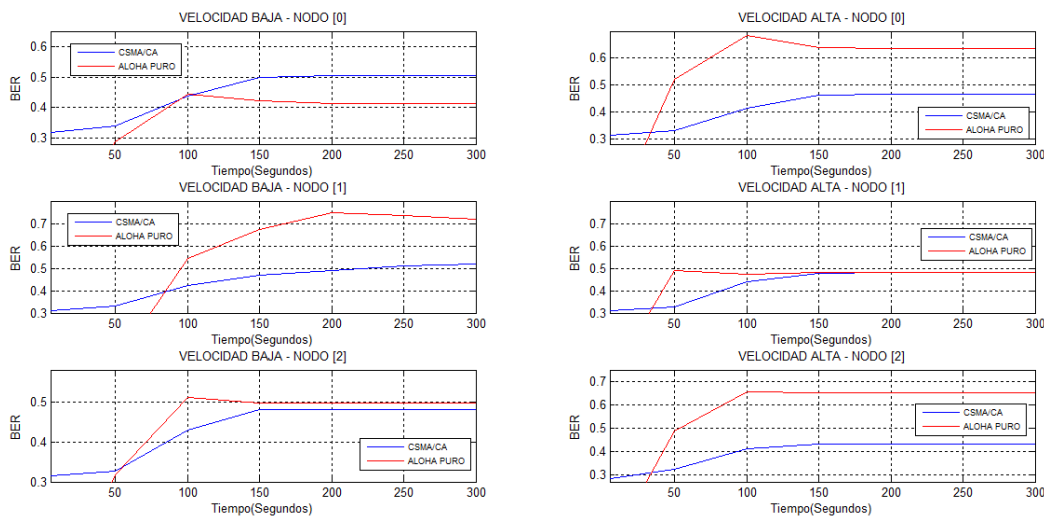 VELOCIDAD BAJA - NODO [0]
0.6
0.5
0.4
0.3
BER
CSMA/CA
ALOHA PURO
50 100 150 200 250 300
Tiempo(Segundos)
VELOCIDAD ALTA - NODO [0]
0.6
0.5
0.4
0.3
BER
CSMA/CA
ALOHA PURO
50 100 150 200 250 300
Tiempo(Segundos)
VELOCIDAD BAJA - NODO [1]
0.7
0.6
0.5
0.4
0.3
BER
CSMA/CA
ALOHA PURO
50 100 150 200 250 300
Tiempo(Segundos)
VELOCIDAD ALTA - NODO [1]
0.7
0.6
0.5
0.4
0.3
BER
CSMA/CA
ALOHA PURO
50 100 150 200 250 300
Tiempo(Segundos)
VELOCIDAD BAJA - NODO [2]
0.5
0.4
0.3
BER
CSMA/CA
ALOHA PURO
50 100 150 200 250 300
Tiempo(Segundos)
VELOCIDAD ALTA - NODO [2]
0.7
0.6
0.5
0.4
0.3
BER
CSMA/CA
ALOHA PURO
50 100 150 200 250 300
Tiempo(Segundos)